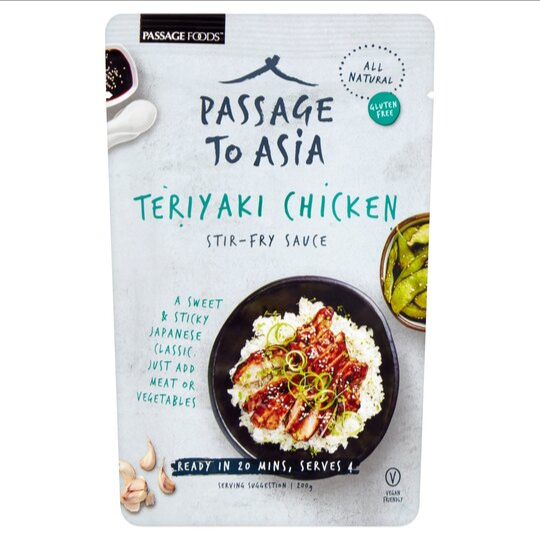 PASSAGE FOODS™
ALL
NATURAL
GLUTEN
FREE
PASSAGE
TO ASIA
TERIYAKI CHICKEN
STIR-FRY SAUCE
A SWEET
& STICKY
JAPANESE
CLASSIC.
JUST ADD
MEAT OR
VEGETABLES
READY IN 20 MINS, SERVES 4
SERVING SUGGESTION | 200g
V
VEGAN
FRIENDLY